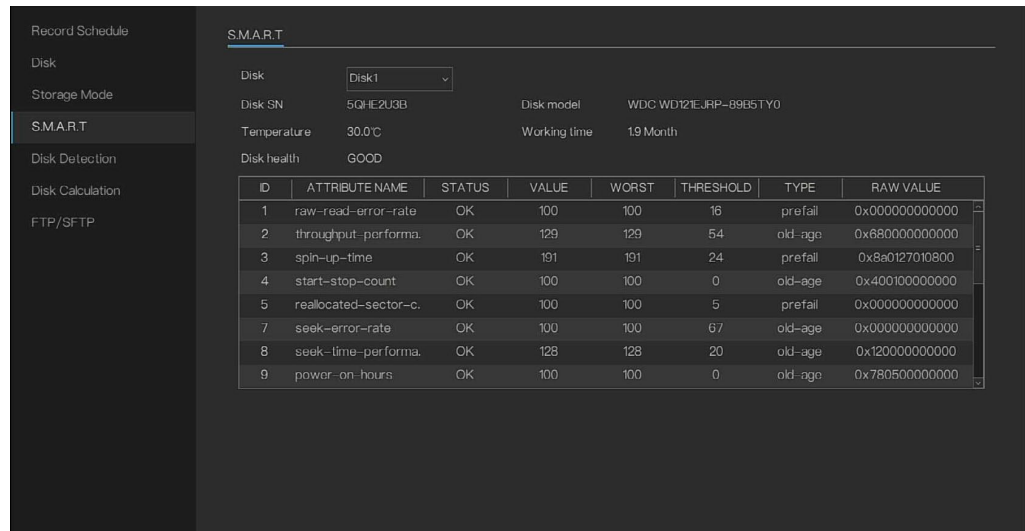 Record Schedule
Disk
Storage Mode
S.M.A.R.T
Disk Detection
Disk Calculation
FTP/SFTP
S.M.A.R.T
Disk Disk1
Disk SN 5QHE2U3B Disk model WDC WD121EJRP-89B5TY0
Temperature 30.0℃ Working time 1.9 Month
Disk health GOOD
ID ATTRIBUTE NAME STATUS VALUE WORST THRESHOLD TYPE RAW VALUE
1 raw-read-error-rate OK 100 100 16 prefail 0x000000000000
2 throughput-performa. OK 129 129 54 old-age 0x680000000000
3 spin-up-time OK 191 191 24 prefail 0x8a0127010800
4 start-stop-count OK 100 100 0 old-age 0x400100000000
5 reallocated-sector-c. OK 100 100 5 prefail 0x000000000000
7 seek-error-rate OK 100 100 67 old-age 0x000000000000
8 seek-time-performa. OK 128 128 20 old-age 0x120000000000
9 power-on-hours OK 100 100 0 old-age 0x780500000000